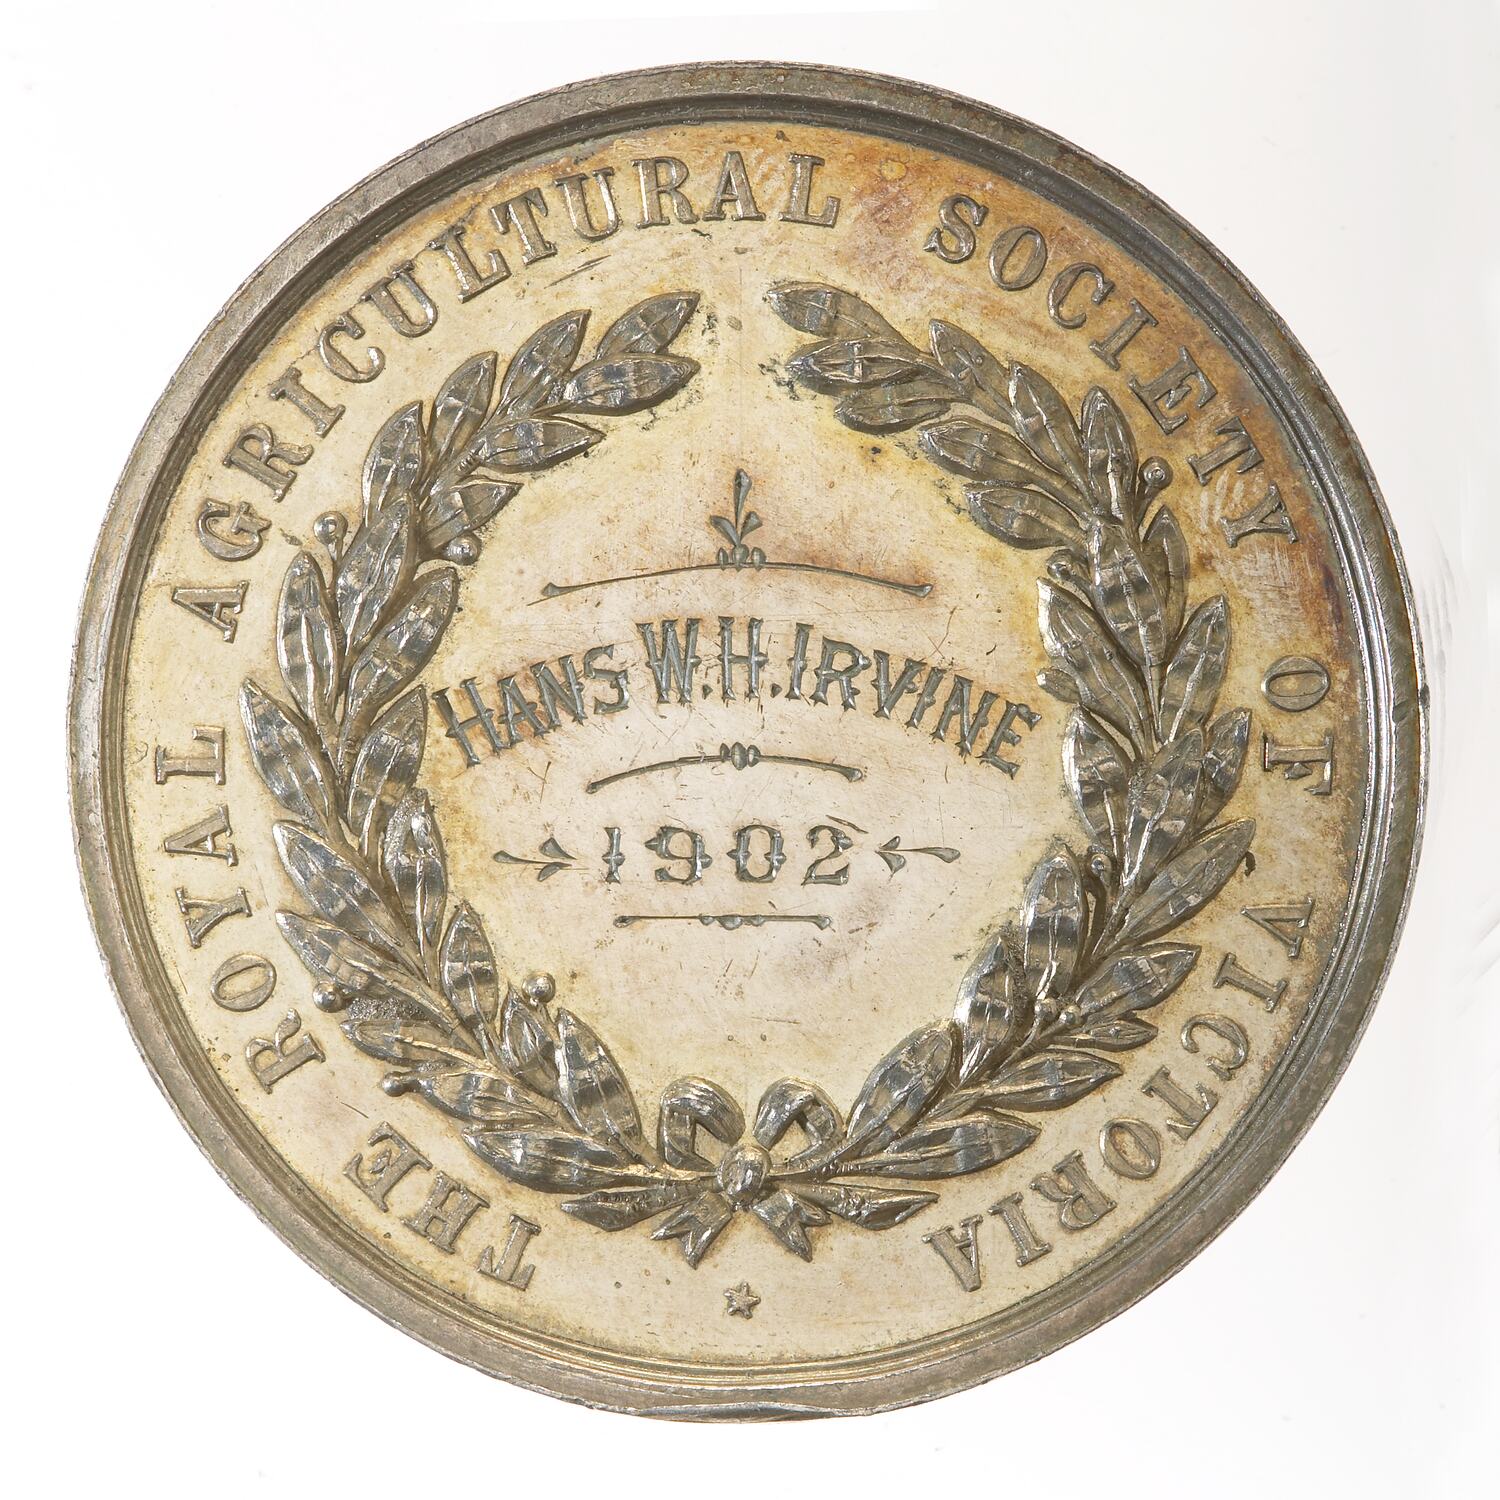 THE ROYAL AGRICULTURAL SOCIETY OF VICTORIA
HANS W.H. IRVINE
1902